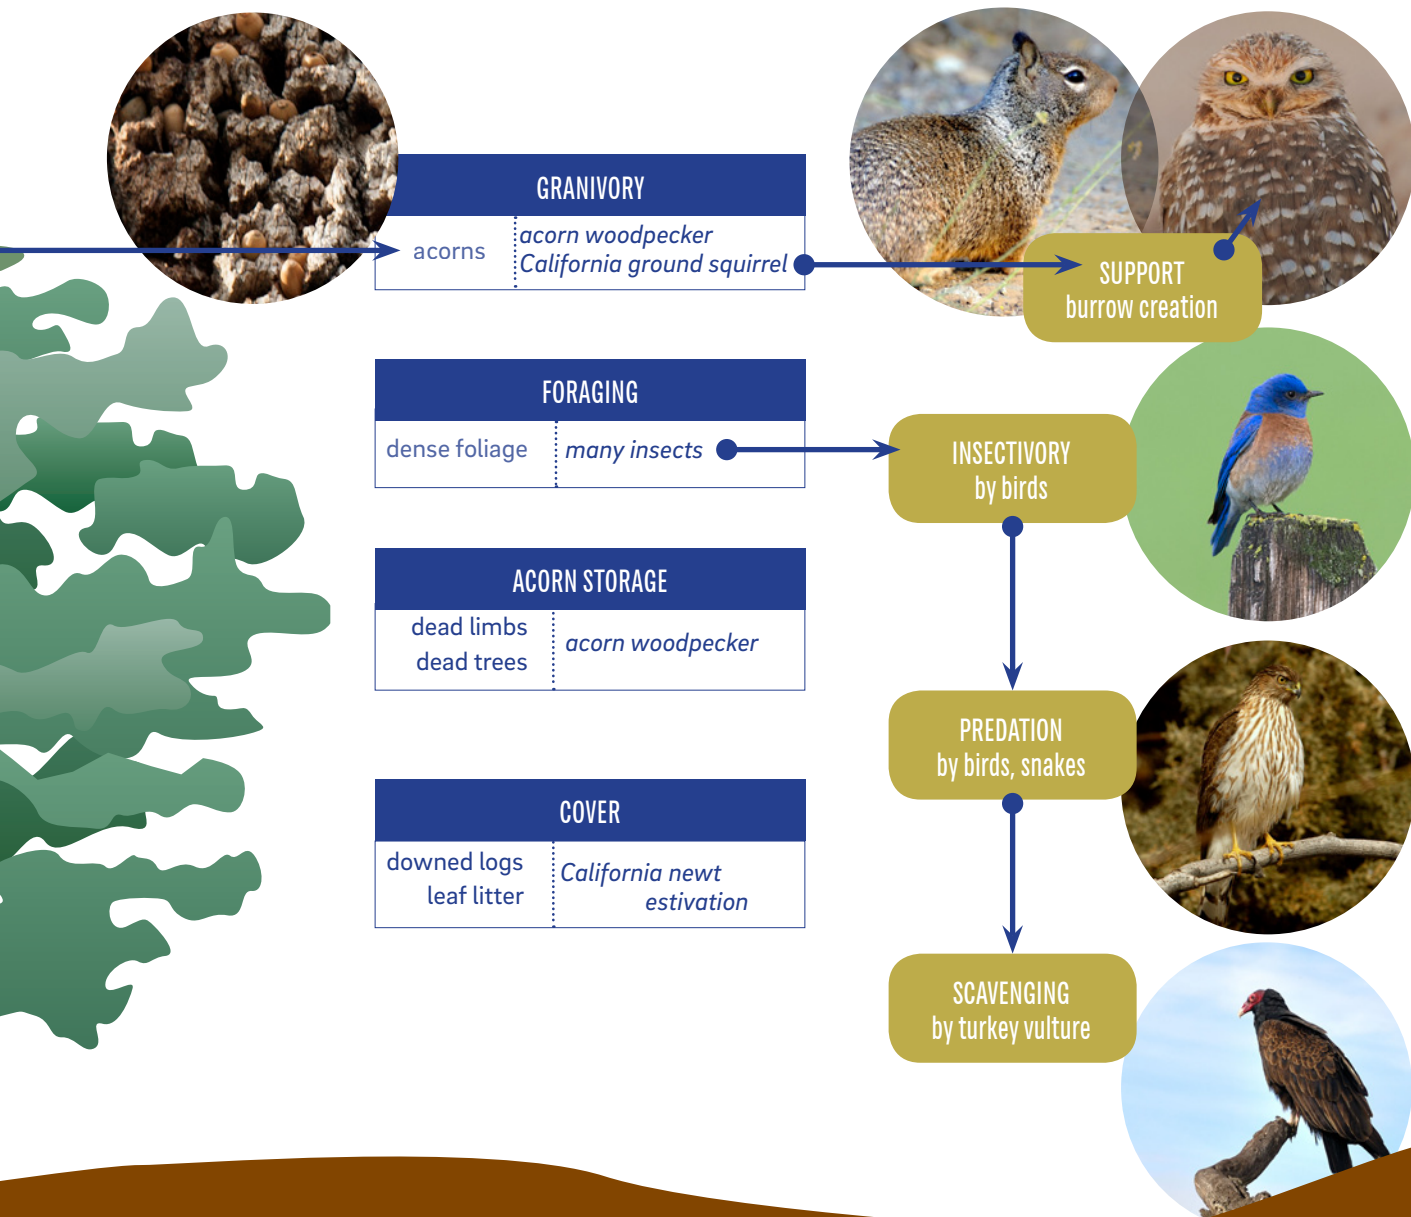 GRANIVORY
acorns
acorn woodpecker
California ground squirrel
SUPPORT
burrow creation
FORAGING
dense foliage
many insects
INSECTIVORY
by birds
ACORN STORAGE
dead limbs
dead trees
acorn woodpecker
PREDATION
by birds, snakes
COVER
downed logs
leaf litter
California newt
estivation
SCAVENGING
by turkey vulture